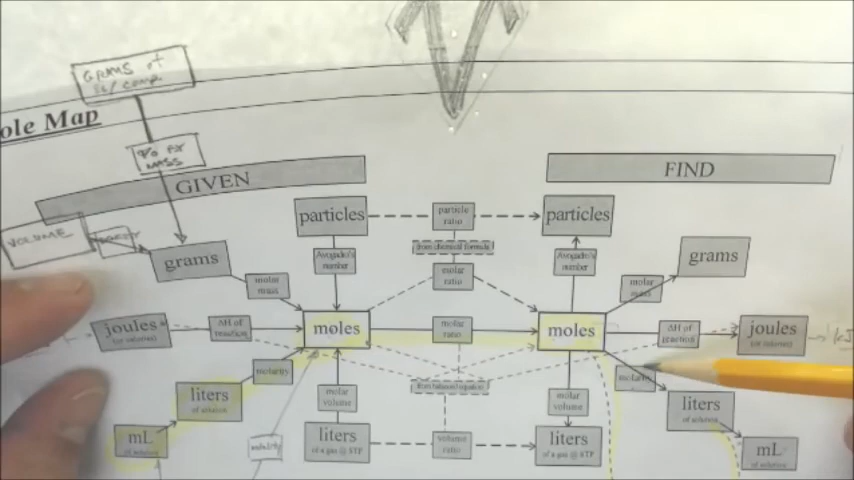 GRAMS of
ole Map
% BY
MASS
GIVEN
FIND
VOLUME
particles
particle
ratio
particles
Avogadro's
number
from chemical formula
Avogadro's
number
grams
molar
mass
molar
ratio
molar
mass
grams
joules
(or calories)
ΔH of
reaction
moles
molar
ratio
moles
ΔH of
reaction
joules
(or calories)
molarity
from balanced equation
molarity
liters
of solution
molar
volume
molar
volume
liters
of solution
mL
of solution
liters
of a gas @ STP
volume
ratio
liters
of a gas @ STP
mL
of solution